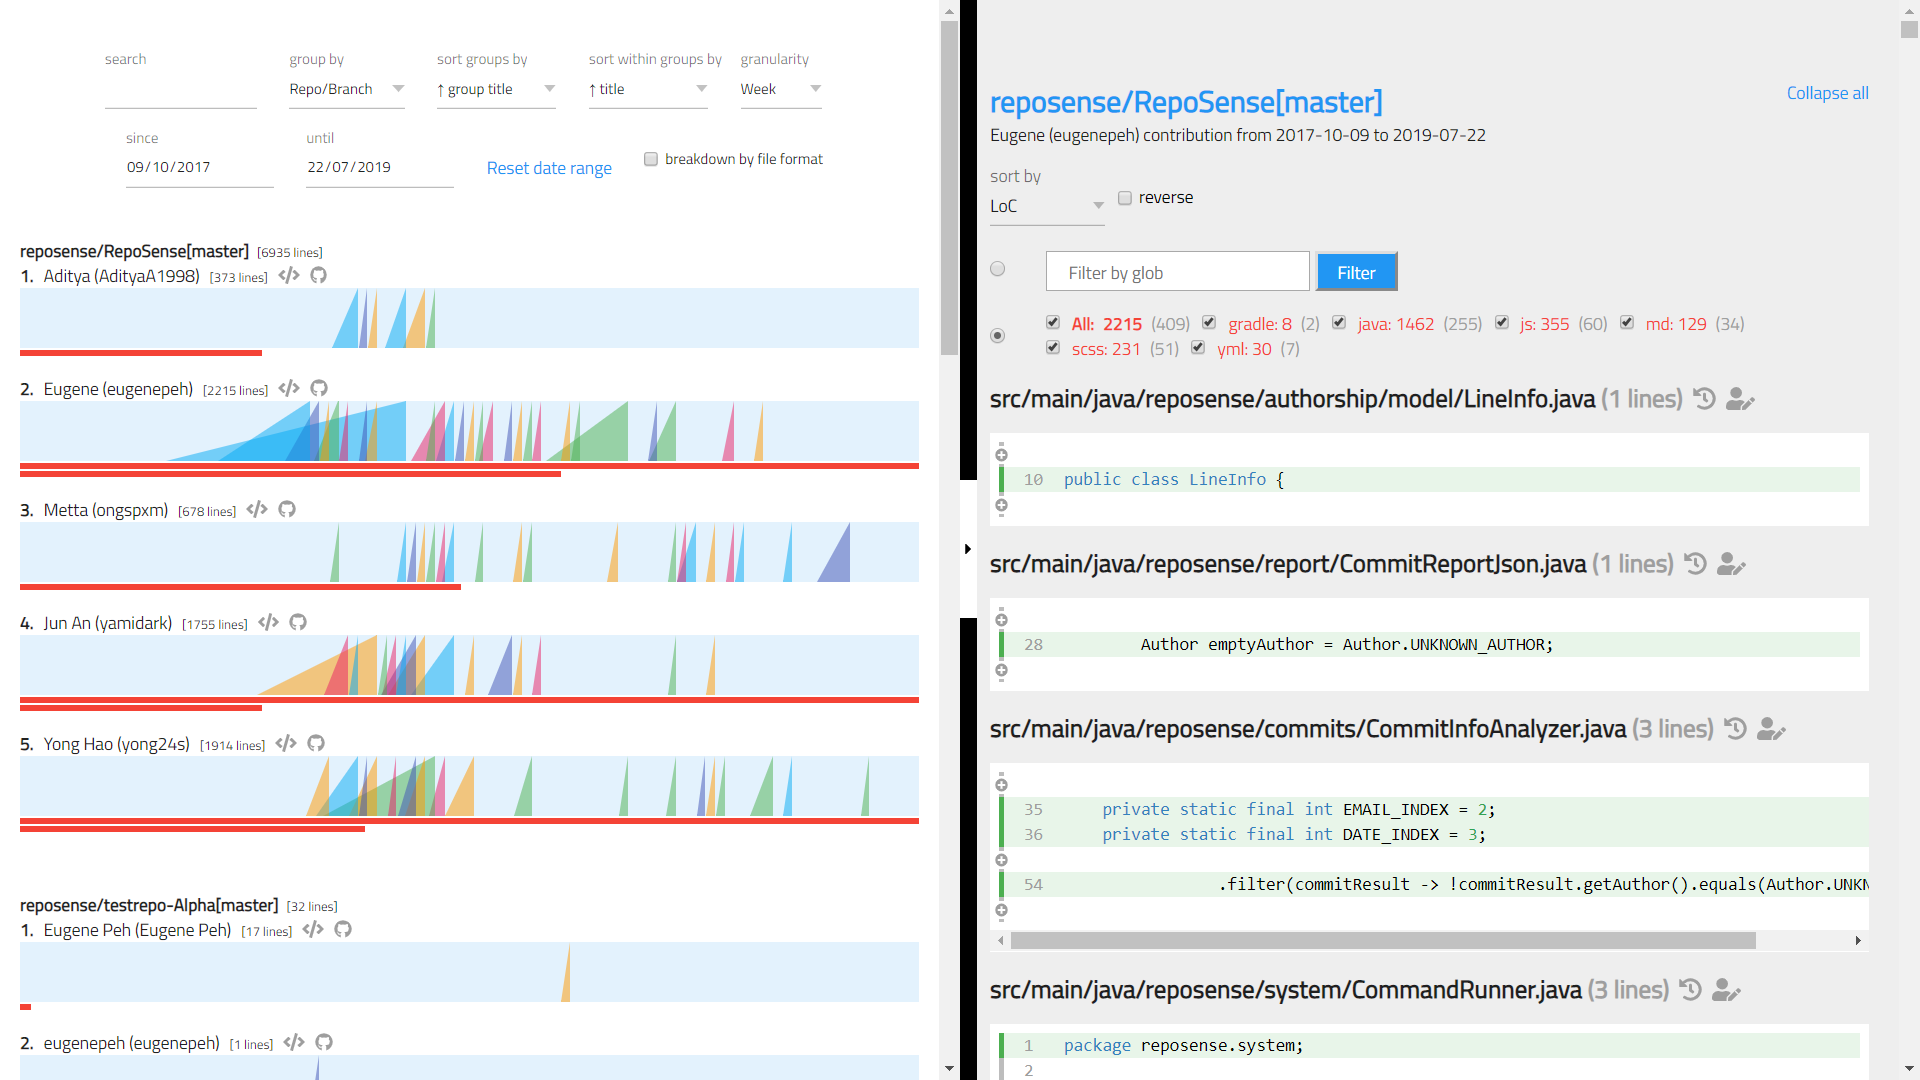 search
group by
sort groups by
sort within groups by
granularity
Repo/Branch
↑ group title
↑ title
Week
since
until
09/10/2017
22/07/2019
Reset date range
breakdown by file format
reposense/RepoSense[master] [6935 lines]
1. Aditya (AdityaA1998) [373 lines] </>
2. Eugene (eugenepeh) [2215 lines] </>
3. Metta (ongspxm) [678 lines] </>
4. Jun An (yamidark) [1755 lines] </>
5. Yong Hao (yong24s) [1914 lines] </>
reposense/testrepo-Alpha[master] [32 lines]
1. Eugene Peh (Eugene Peh) [17 lines] </>
2. eugenepeh (eugenepeh) [1 lines] </>
reposense/RepoSense[master]
Collapse all
Eugene (eugenepeh) contribution from 2017-10-09 to 2019-07-22
sort by
LoC
reverse
Filter by glob
Filter
All: 2215 (409) gradle: 8 (2) java: 1462 (255) js: 355 (60) md: 129 (34)
scss: 231 (51) yml: 30 (7)
src/main/java/reposense/authorship/model/LineInfo.java (1 lines)
10 public class LineInfo {
src/main/java/reposense/report/CommitReportJson.java (1 lines)
28 Author emptyAuthor = Author.UNKNOWN_AUTHOR;
src/main/java/reposense/commits/CommitInfoAnalyzer.java (3 lines)
35 private static final int EMAIL_INDEX = 2;
36 private static final int DATE_INDEX = 3;
54 .filter(commitResult -> !commitResult.getAuthor().equals(Author.UNKN
src/main/java/reposense/system/CommandRunner.java (3 lines)
1 package reposense.system;
2